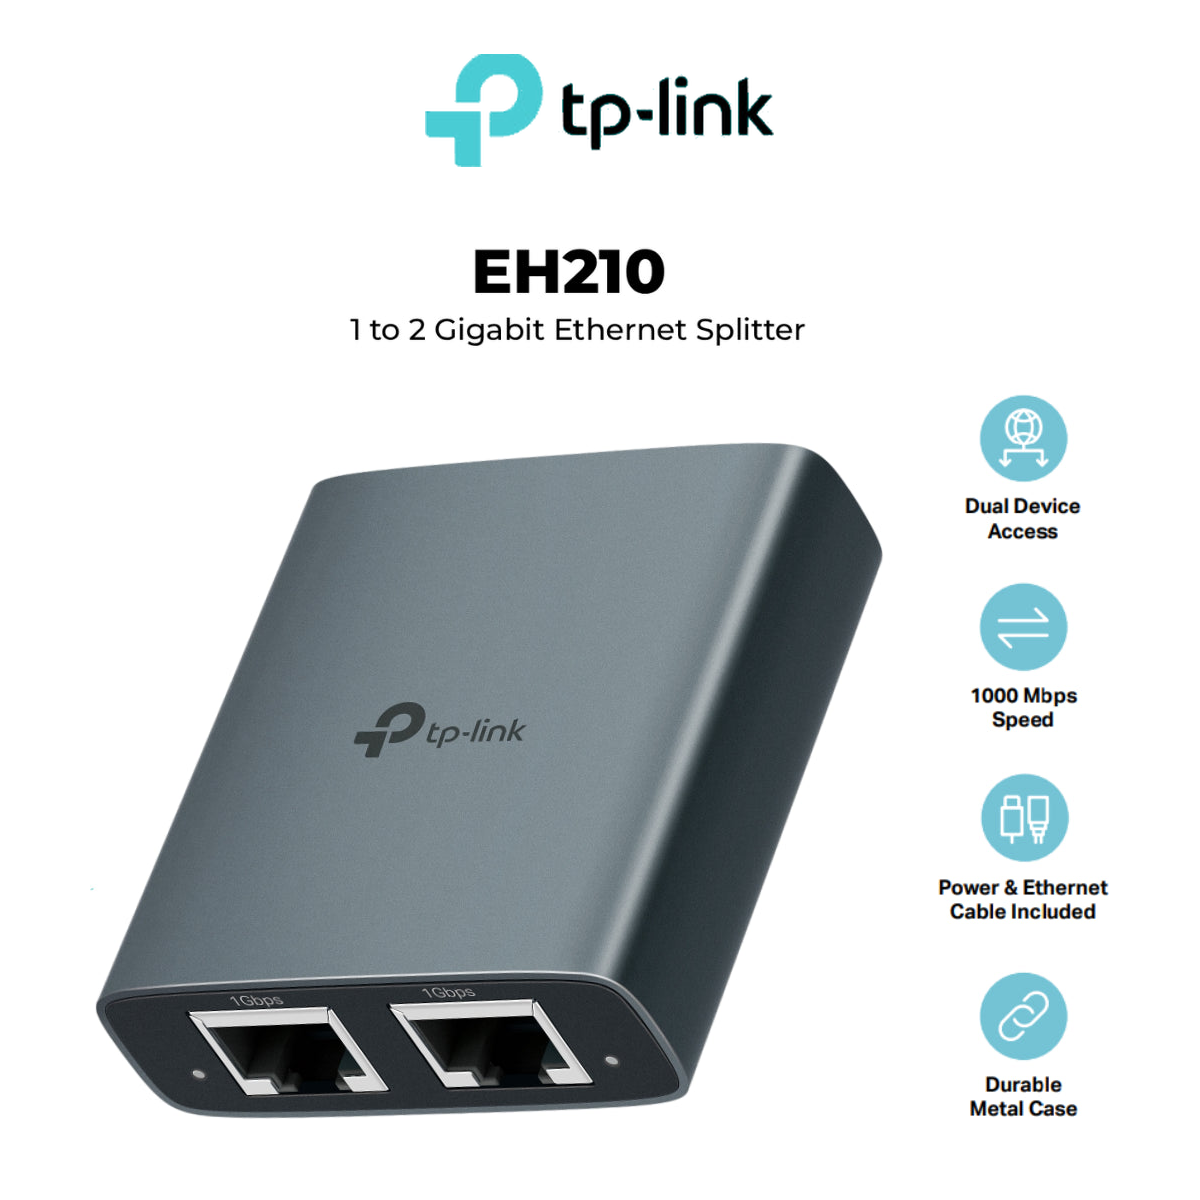 tp-link
EH210
1 to 2 Gigabit Ethernet Splitter
Dual Device
Access
1000 Mbps
Speed
tp-link
Power & Ethernet
Cable Included
1Gbps
1Gbps
Durable
Metal Case